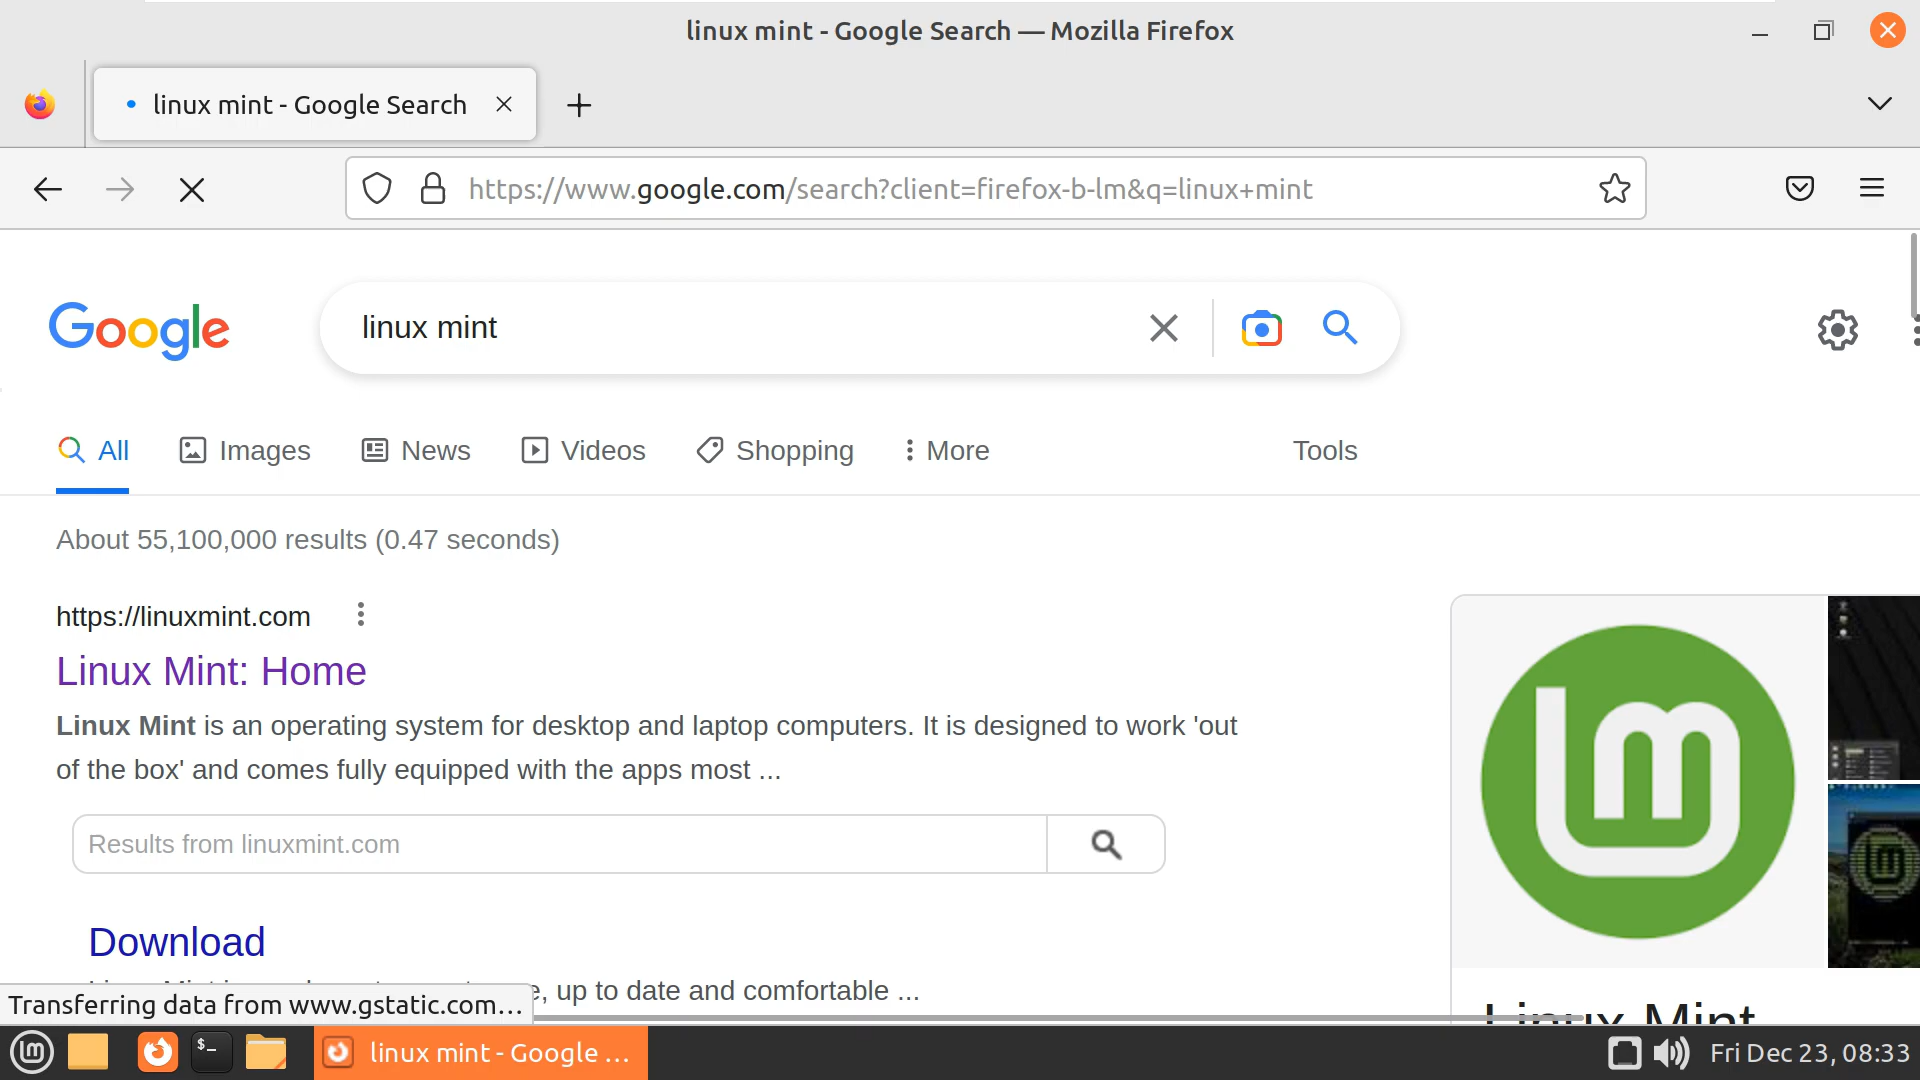 linux mint - Google Search — Mozilla Firefox
linux mint - Google Search
https://www.google.com/search?client=firefox-b-lm&q=linux+mint
Google
linux mint
All
Images
News
Videos
Shopping
More
Tools
About 55,100,000 results (0.47 seconds)
https://linuxmint.com
Linux Mint: Home
Linux Mint is an operating system for desktop and laptop computers. It is designed to work 'out
of the box' and comes fully equipped with the apps most ...
Results from linuxmint.com
Download
, up to date and comfortable ...
Linux Mint
Transferring data from www.gstatic.com...
$_
linux mint - Google ...
Fri Dec 23, 08:33